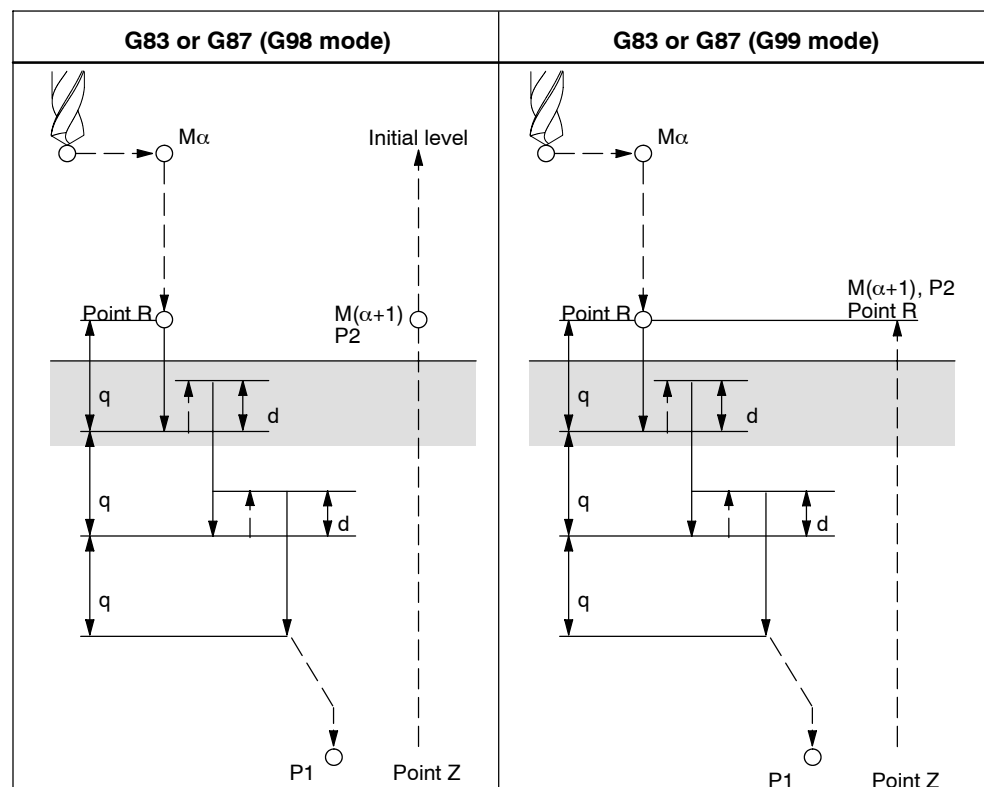 G83 or G87 (G98 mode)
Mα
Initial level
Point R
M(α+1)
P2
q
d
q
d
q
P1
Point Z
G83 or G87 (G99 mode)
Mα
M(α+1), P2
Point R
Point R
q
d
q
d
q
P1
Point Z